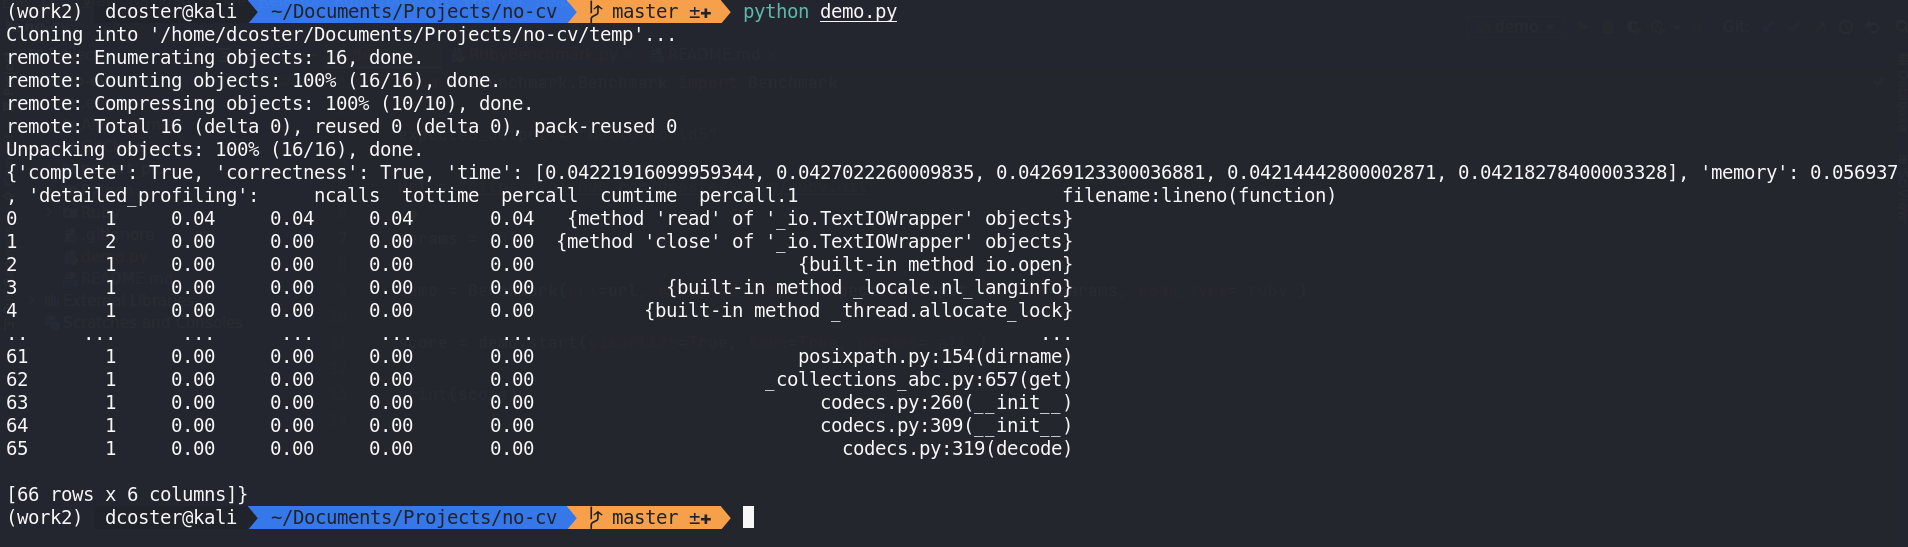 (work2) dcoster@kali ~/Documents/Projects/no-cv master ±✚ python demo.py
Cloning into '/home/dcoster/Documents/Projects/no-cv/temp'...
remote: Enumerating objects: 16, done.
remote: Counting objects: 100% (16/16), done.
remote: Compressing objects: 100% (10/10), done.
remote: Total 16 (delta 0), reused 0 (delta 0), pack-reused 0
Unpacking objects: 100% (16/16), done.
{'complete': True, 'correctness': True, 'time': [0.04221916099959344, 0.0427022260009835, 0.04269123300036881, 0.04214442800002871, 0.04218278400003328], 'memory': 0.056937
, 'detailed_profiling': ncalls tottime percall cumtime percall.1 filename:lineno(function)
0 1 0.04 0.04 0.04 0.04 {method 'read' of '_io.TextIOWrapper' objects}
1 2 0.00 0.00 0.00 0.00 {method 'close' of '_io.TextIOWrapper' objects}
2 1 0.00 0.00 0.00 0.00 {built-in method io.open}
3 1 0.00 0.00 0.00 0.00 {built-in method _locale.nl_langinfo}
4 1 0.00 0.00 0.00 0.00 {built-in method _thread.allocate_lock}
.. ... ... ... ... ... ...
61 1 0.00 0.00 0.00 0.00 posixpath.py:154(dirname)
62 1 0.00 0.00 0.00 0.00 _collections_abc.py:657(get)
63 1 0.00 0.00 0.00 0.00 codecs.py:260(__init__)
64 1 0.00 0.00 0.00 0.00 codecs.py:309(__init__)
65 1 0.00 0.00 0.00 0.00 codecs.py:319(decode)
[66 rows x 6 columns]}
(work2) dcoster@kali ~/Documents/Projects/no-cv master ±✚